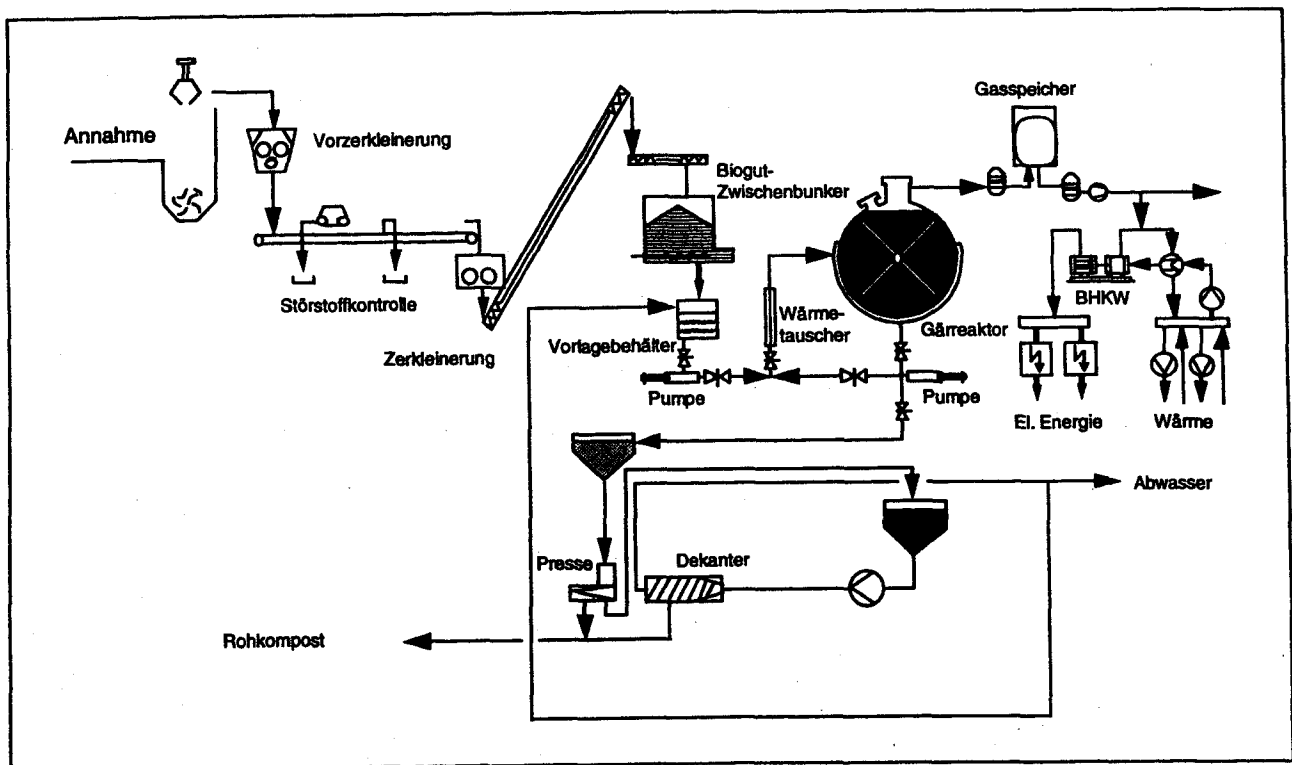 Gasspeicher
Annahme
Vorzerkleinerung
Biogut-
Zwischenbunker
Störstoffkontrolle
BHKW
Wärme-
tauscher
Gärreaktor
Vorlagebehälter
Zerkleinerung
Pumpe
Pumpe
El. Energie
Wärme
Abwasser
Presse
Dekanter
Rohkompost